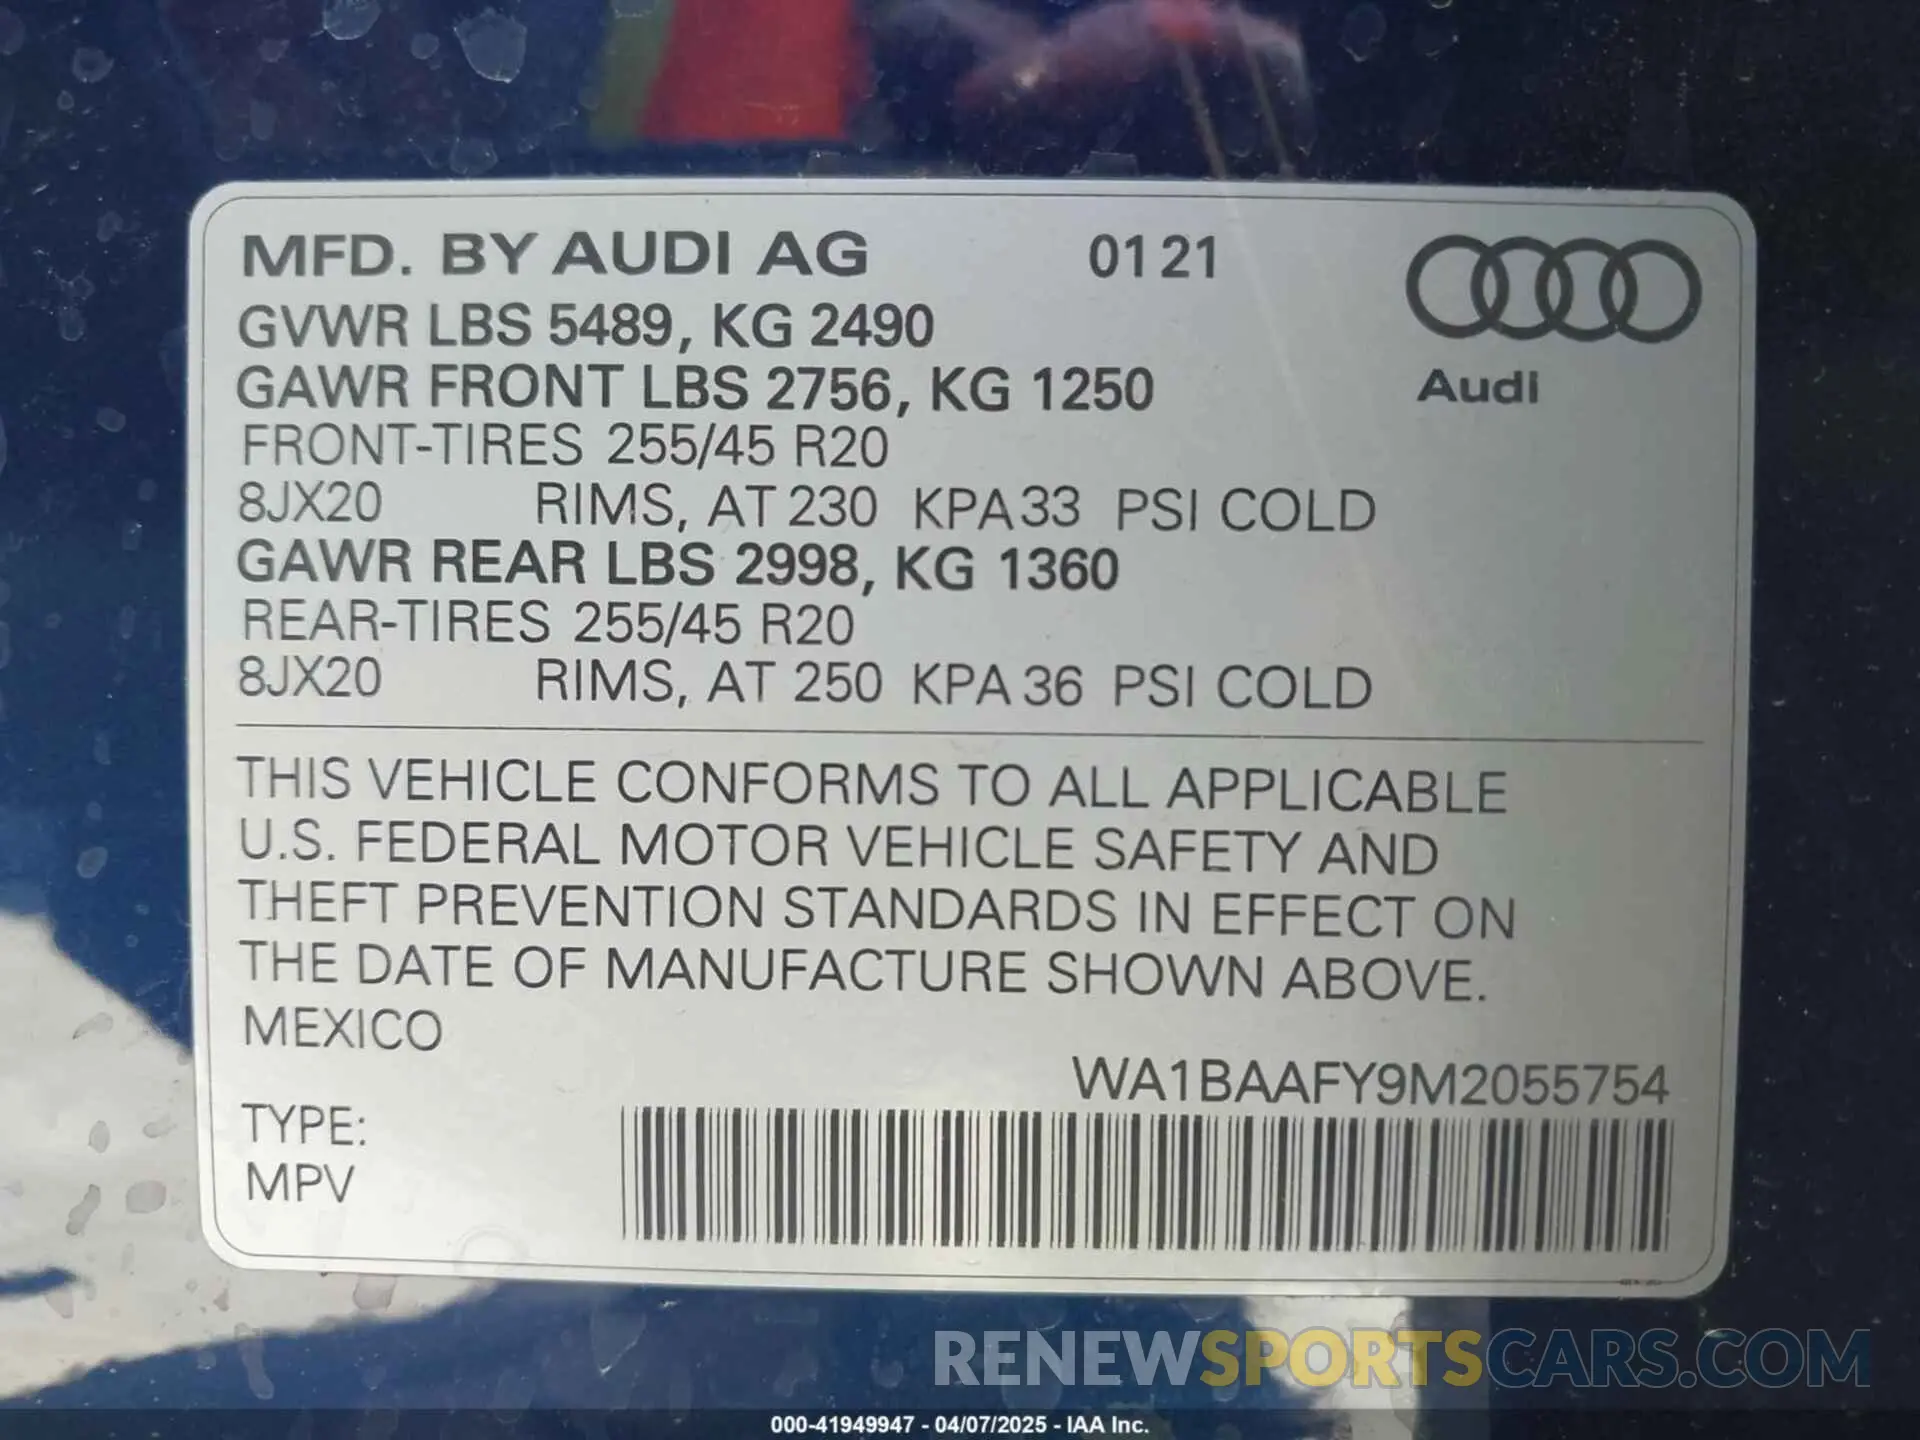 MFD. BY AUDI AG 01 21
GVWR LBS 5489, KG 2490
GAWR FRONT LBS 2756, KG 1250
Audi
FRONT-TIRES 255/45 R20
8JX20 RIMS, AT 230 KPA 33 PSI COLD
GAWR REAR LBS 2998, KG 1360
REAR-TIRES 255/45 R20
8JX20 RIMS, AT 250 KPA 36 PSI COLD
THIS VEHICLE CONFORMS TO ALL APPLICABLE
U.S. FEDERAL MOTOR VEHICLE SAFETY AND
THEFT PREVENTION STANDARDS IN EFFECT ON
THE DATE OF MANUFACTURE SHOWN ABOVE.
MEXICO
WA1BAAFY9M2055754
TYPE:
MPV
RENEWSPORTSCARS.COM
000-41949947 - 04/07/2025 - IAA Inc.